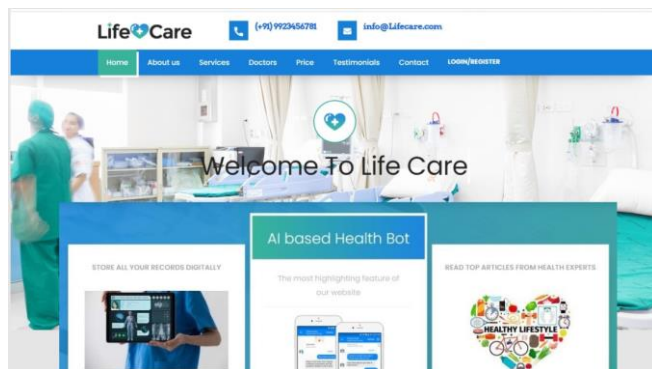 Life Care
(+91) 9923456781
info@Lifecare.com
Home About us Services Doctors Price Testimonials Contact LOGIN/REGISTER
Welcome To Life Care
AI based Health Bot
STORE ALL YOUR RECORDS DIGITALLY
The most highlighting feature of
our website
READ TOP ARTICLES FROM HEALTH EXPERTS
HEALTHY LIFESTYLE